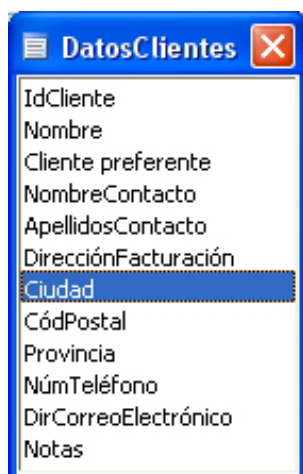 DatosClientes
IdCliente
Nombre
Cliente preferente
NombreContacto
ApellidosContacto
DirecciónFacturación
Ciudad
CódPostal
Provincia
NúmTeléfono
DirCorreoElectrónico
Notas